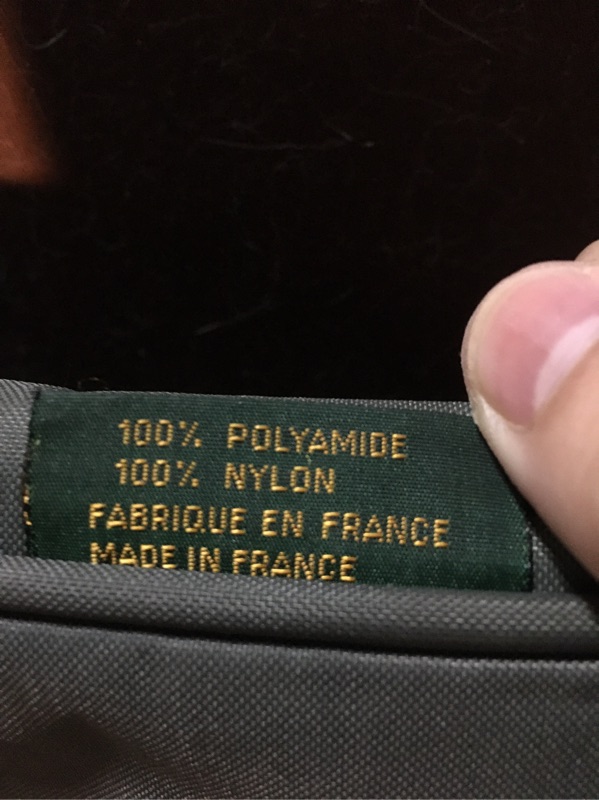 100% POLYAMIDE
100% NYLON
FABRIQUE EN FRANCE
MADE IN FRANCE